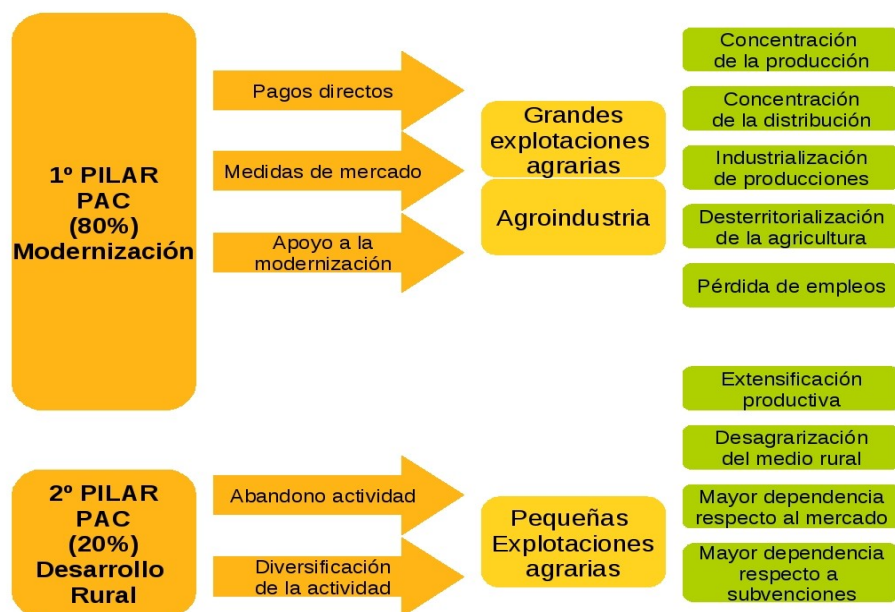 1º PILAR
PAC
(80%)
Modernización
Pagos directos
Medidas de mercado
Apoyo a la
modernización
Grandes
explotaciones
agrarias
Agroindustria
Concentración
de la producción
Concentración
de la distribución
Industrialización
de producciones
Desterritorialización
de la agricultura
Pérdida de empleos
2º PILAR
PAC
(20%)
Desarrollo
Rural
Abandono actividad
Diversificación
de la actividad
Pequeñas
Explotaciones
agrarias
Extensificación
productiva
Desagrarización
del medio rural
Mayor dependencia
respecto al mercado
Mayor dependencia
respecto a
subvenciones